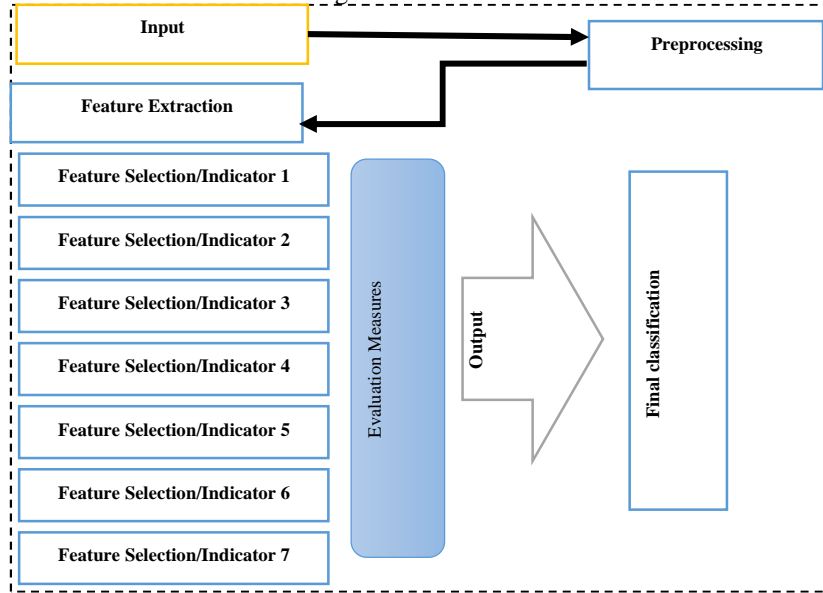 Input
Preprocessing
Feature Extraction
Feature Selection/Indicator 1
Feature Selection/Indicator 2
Feature Selection/Indicator 3
Feature Selection/Indicator 4
Feature Selection/Indicator 5
Feature Selection/Indicator 6
Feature Selection/Indicator 7
Evaluation Measures
Output
Final classification